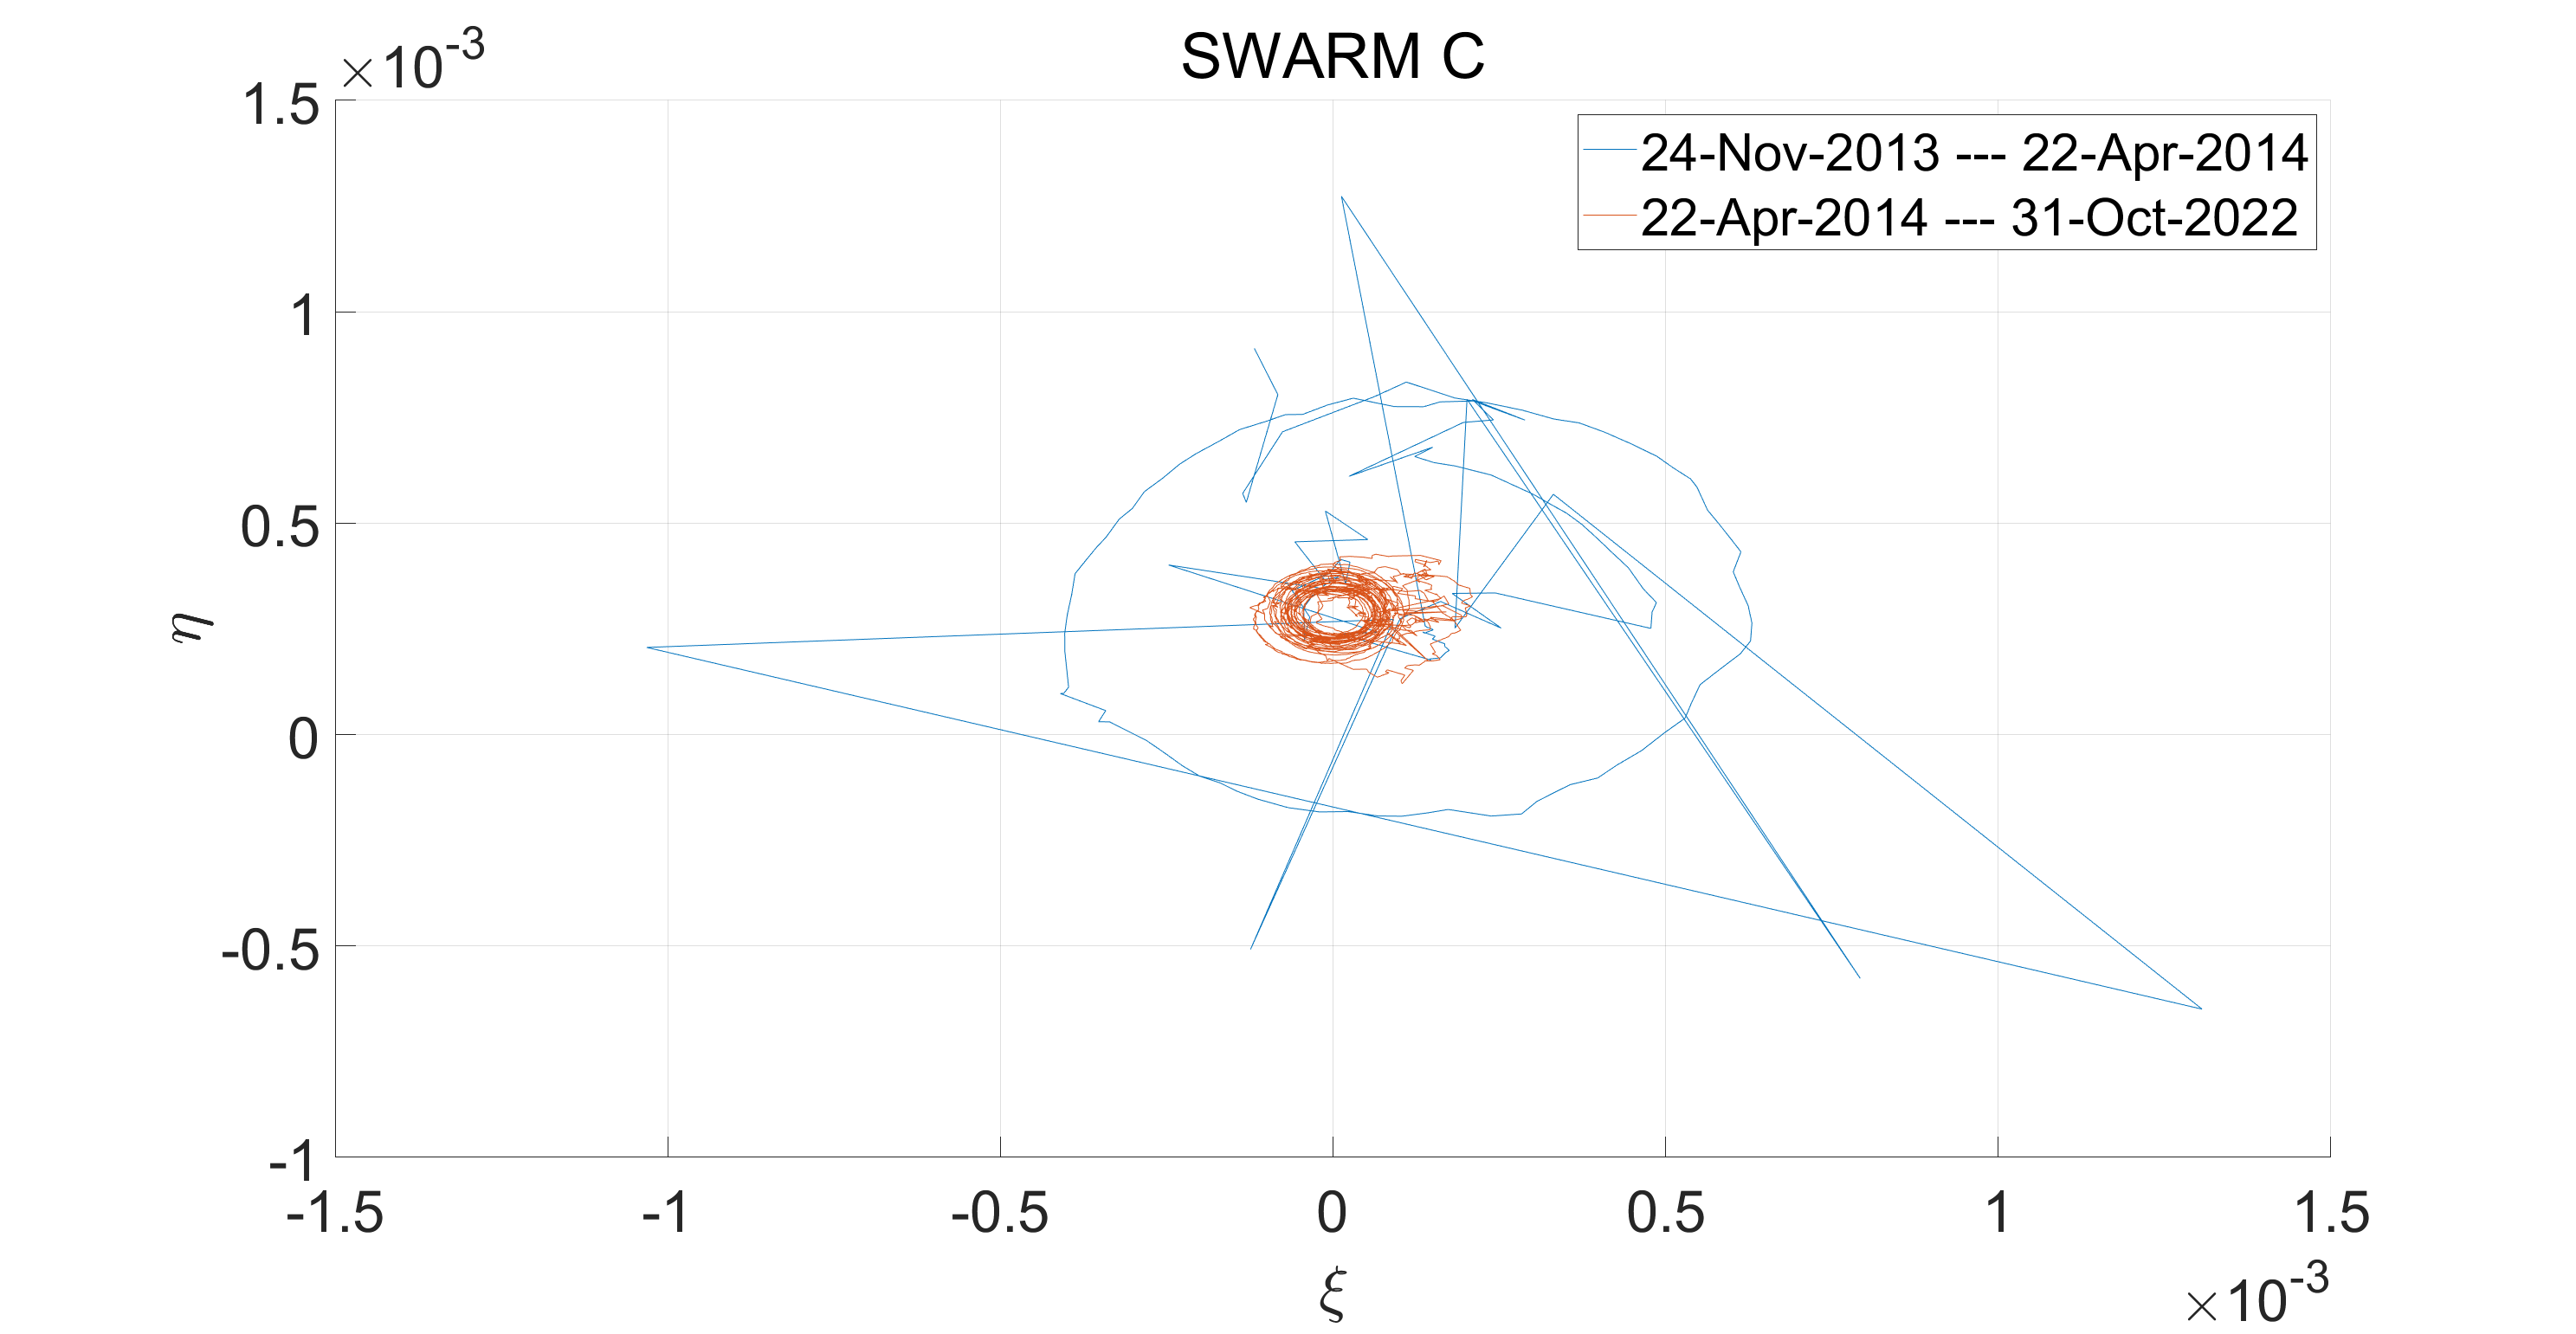 SWARM C
×10-3
1.5
1
0.5
0
-0.5
-1
η
-1.5 -1 -0.5 0 0.5 1 1.5
ξ
×10-3
24-Nov-2013 --- 22-Apr-2014
22-Apr-2014 --- 31-Oct-2022